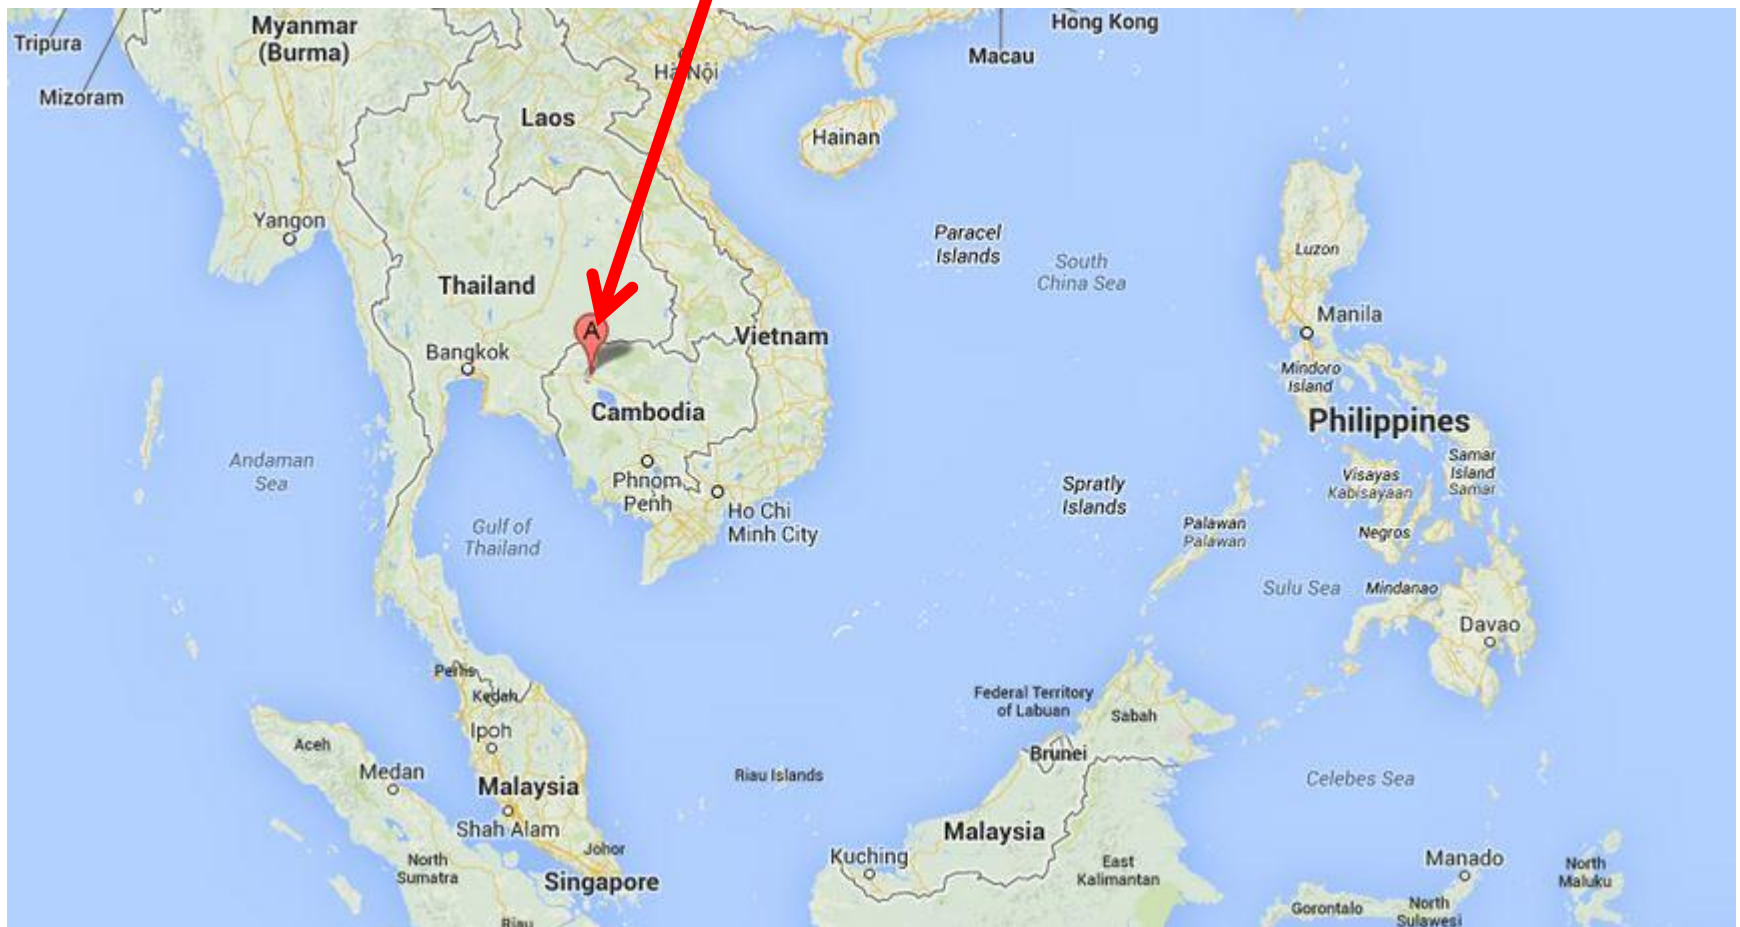 Myanmar
(Burma)
Tripura
Mizoram
Hong Kong
Macau
Hà Nội
Laos
Hainan
Yangon
Paracel
Islands
South
China Sea
Luzon
Thailand
Manila
A
Vietnam
Bangkok
Mindoro
Island
Cambodia
Philippines
Andaman
Sea
Phnom
Penh
Ho Chi
Minh City
Gulf of
Thailand
Spratly
Islands
Samar
Island
Samar
Visayas
Kabisayaan
Palawan
Palawan
Negros
Sulu Sea
Mindanao
Davao
Perlis
Kedah
Ipoh
Federal Territory
of Labuan
Sabah
Aceh
Medan
Malaysia
Brunei
Riau Islands
Celebes Sea
Shah Alam
Malaysia
Johor
North
Sumatra
Singapore
Kuching
East
Kalimantan
Manado
North
Maluku
Gorontalo
North
Sulawesi
Riau